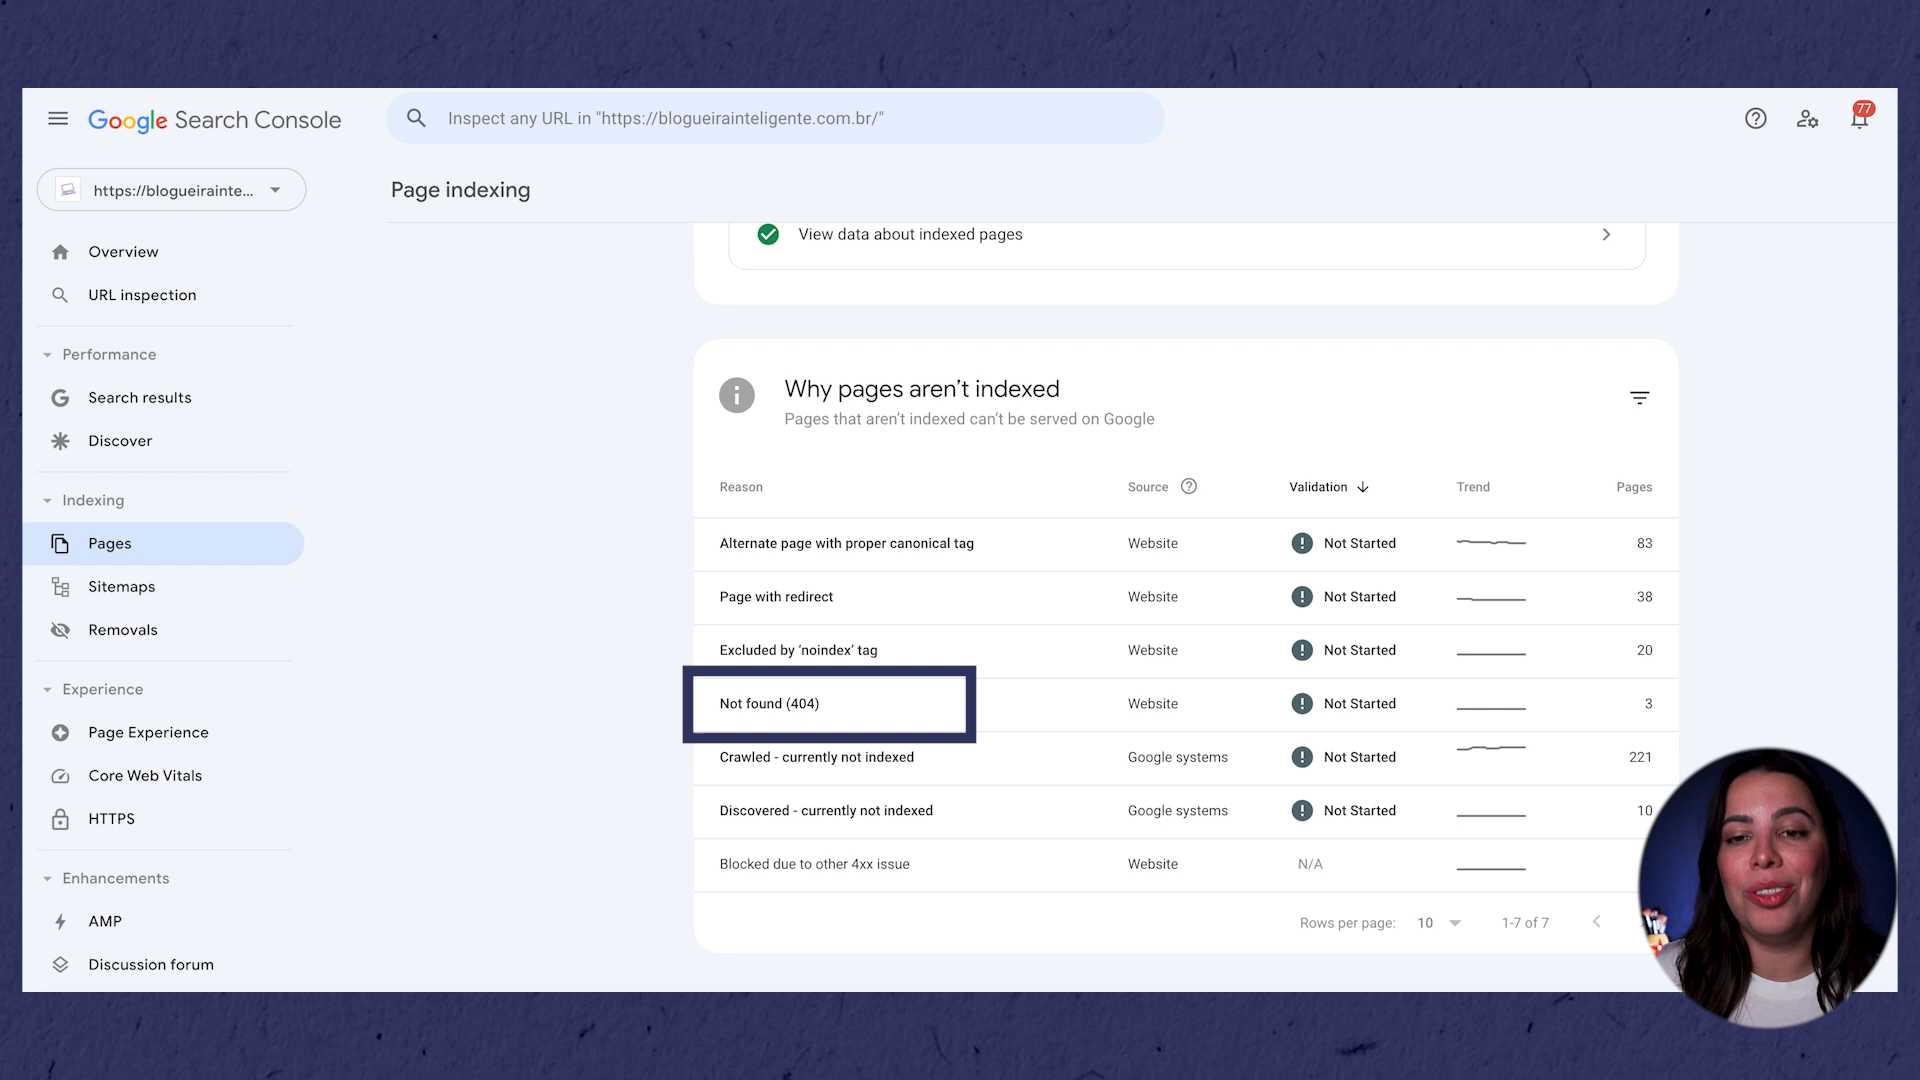 Google Search Console
Inspect any URL in "https://blogueirainteligente.com.br/"
77
https://blogueirainte...
Page indexing
Overview
URL inspection
Performance
Search results
Discover
Indexing
Pages
Sitemaps
Removals
Experience
Page Experience
Core Web Vitals
HTTPS
Enhancements
AMP
Discussion forum
View data about indexed pages
Why pages aren’t indexed
Pages that aren’t indexed can’t be served on Google
Reason Source Validation Trend Pages
Alternate page with proper canonical tag Website Not Started 83
Page with redirect Website Not Started 38
Excluded by ‘noindex’ tag Website Not Started 20
Not found (404) Website Not Started 3
Crawled - currently not indexed Google systems Not Started 221
Discovered - currently not indexed Google systems Not Started 10
Blocked due to other 4xx issue Website N/A
Rows per page: 10 1-7 of 7